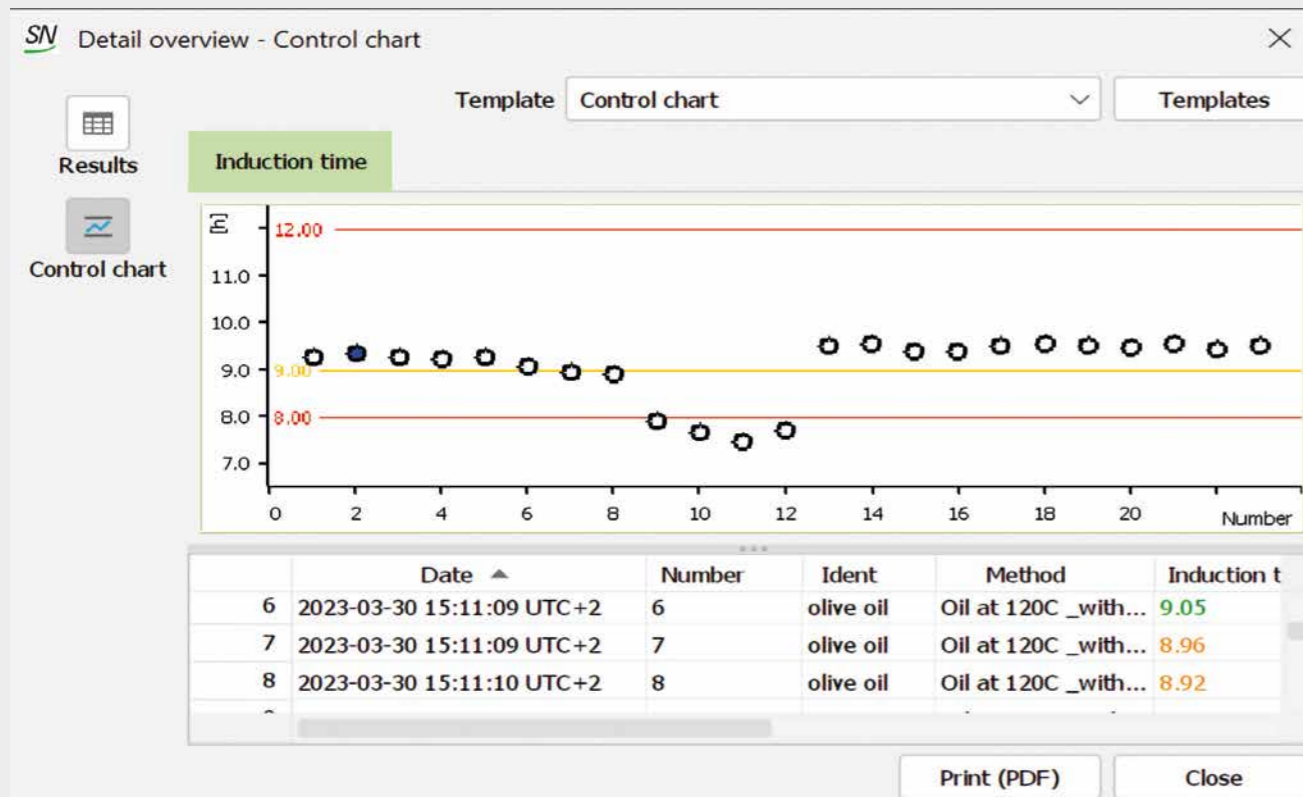 SN Detail overview - Control chart
Template Control chart Templates
Results
Control chart
Induction time
[h]
12.00
11.0
10.0
9.0 9.00
8.0 8.00
7.0
0 2 4 6 8 10 12 14 16 18 20 Number
Date Number Ident Method Induction t
6 2023-03-30 15:11:09 UTC+2 6 olive oil Oil at 120C _with... 9.05
7 2023-03-30 15:11:09 UTC+2 7 olive oil Oil at 120C _with... 8.96
8 2023-03-30 15:11:10 UTC+2 8 olive oil Oil at 120C _with... 8.92
Print (PDF) Close